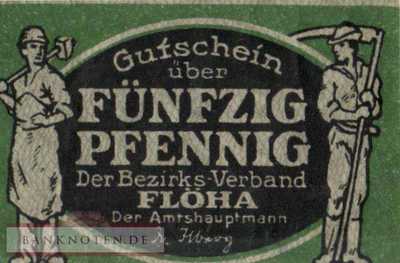 Gutschein
über
FÜNFZIG
PFENNIG
Der Bezirks-Verband
FLÖHA
Der Amtshauptmann
BANKNOTEN.DE